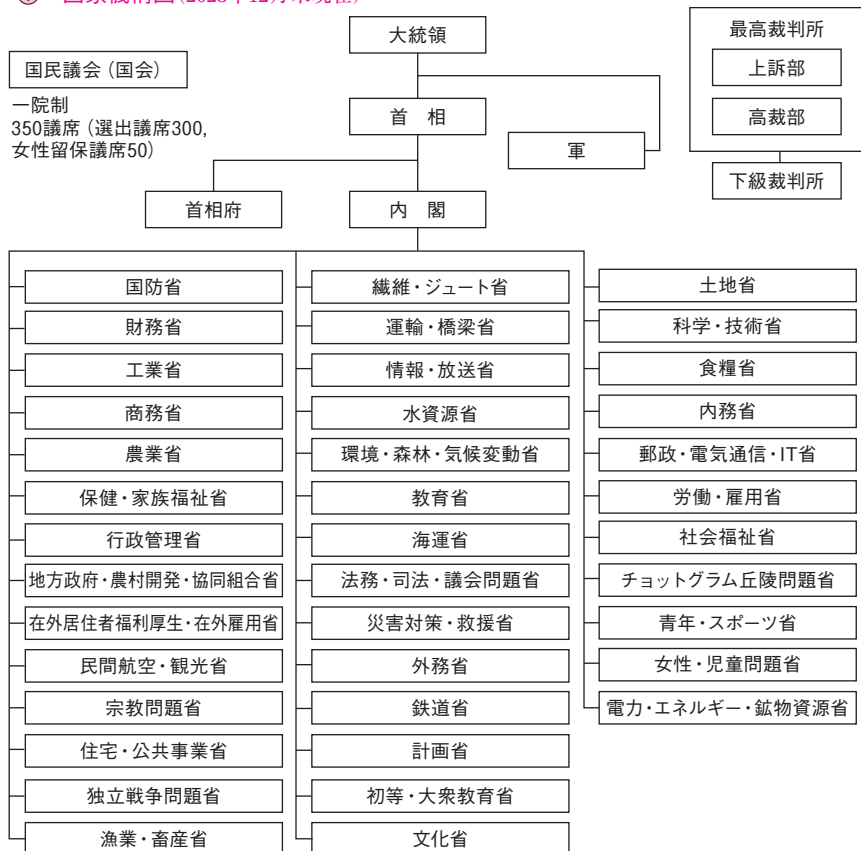 国家機構図(2023年12月末現在)
大統領
国民議会(国会)
一院制
350議席(選出議席300,
女性留保議席50)
首 相
軍
首相府
内 閣
最高裁判所
上訴部
高裁部
下級裁判所
国防省
財務省
工業省
商務省
農業省
保健・家族福祉省
行政管理省
地方政府・農村開発・協同組合省
在外居住者福利厚生・在外雇用省
民間航空・観光省
宗教問題省
住宅・公共事業省
独立戦争問題省
漁業・畜産省
繊維・ジュート省
運輸・橋梁省
情報・放送省
水資源省
環境・森林・気候変動省
教育省
海運省
法務・司法・議会問題省
災害対策・救援省
外務省
鉄道省
計画省
初等・大衆教育省
文化省
土地省
科学・技術省
食糧省
内務省
郵政・電気通信・IT省
労働・雇用省
社会福祉省
チョットグラム丘陵問題省
青年・スポーツ省
女性・児童問題省
電力・エネルギー・鉱物資源省